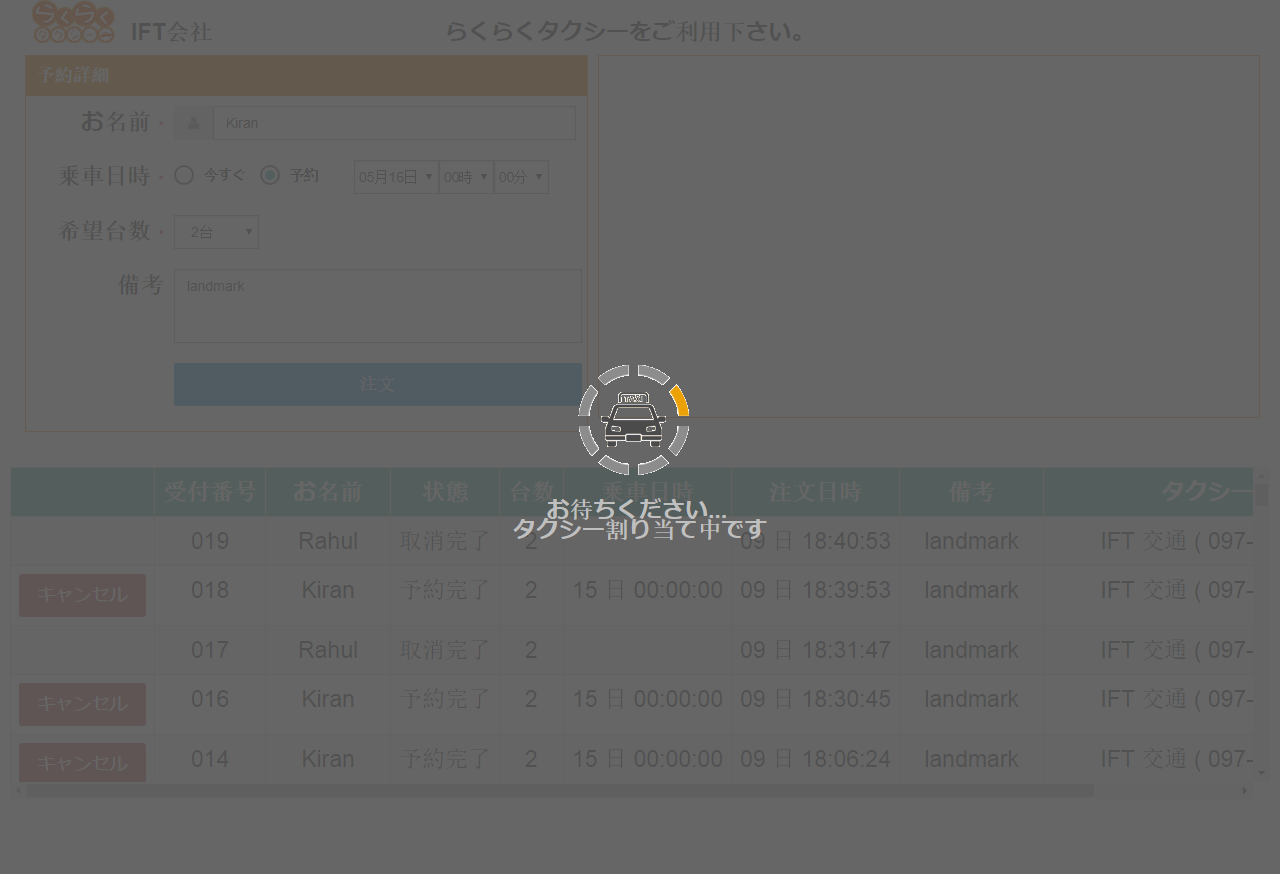 らくらく
タクシー
IFT会社
らくらくタクシーをご利用下さい。
予約詳細
お名前 * Kiran
乗車日時 * 今すぐ 予約 05月16日 00時 00分
希望台数 * 2台
備考 landmark
注文
TAXI
お待ちください...
タクシー割り当て中です
受付番号 お名前 状態 台数 乗車日時 注文日時 備考 タクシー
019 Rahul 取消完了 2 09 日 18:40:53 landmark IFT 交通 ( 097-
キャンセル 018 Kiran 予約完了 2 15 日 00:00:00 09 日 18:39:53 landmark IFT 交通 ( 097-
017 Rahul 取消完了 2 09 日 18:31:47 landmark IFT 交通 ( 097-
キャンセル 016 Kiran 予約完了 2 15 日 00:00:00 09 日 18:30:45 landmark IFT 交通 ( 097-
キャンセル 014 Kiran 予約完了 2 15 日 00:00:00 09 日 18:06:24 landmark IFT 交通 ( 097-